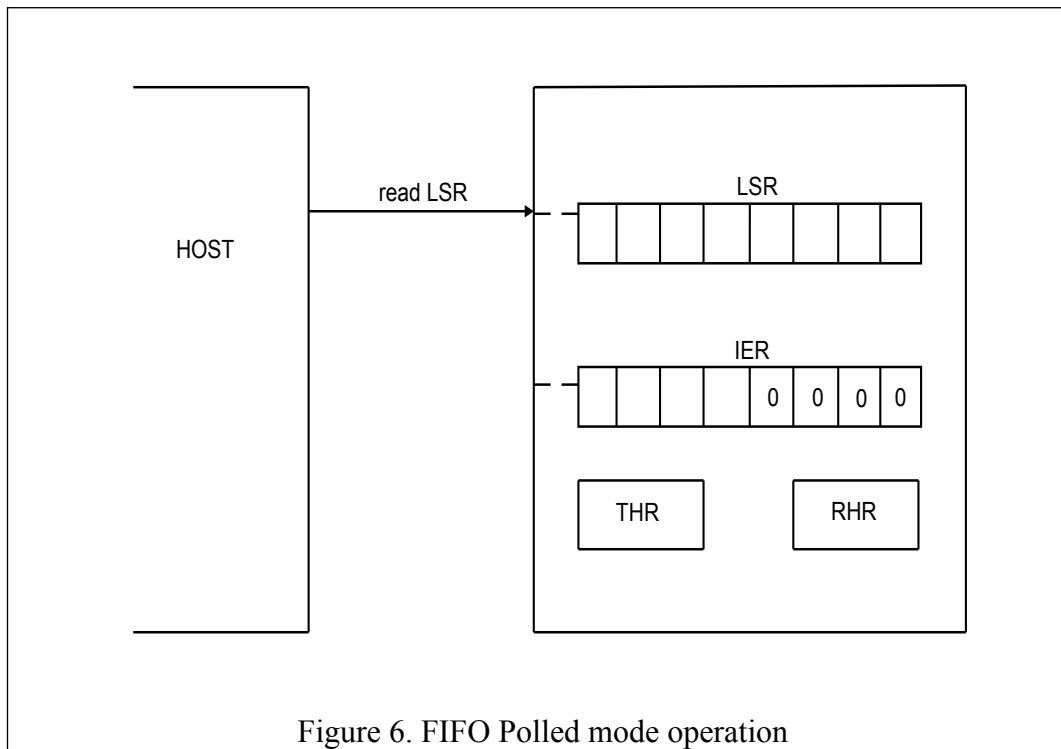 read LSR
LSR
HOST
IER
0 0 0 0
THR
RHR
Figure 6. FIFO Polled mode operation